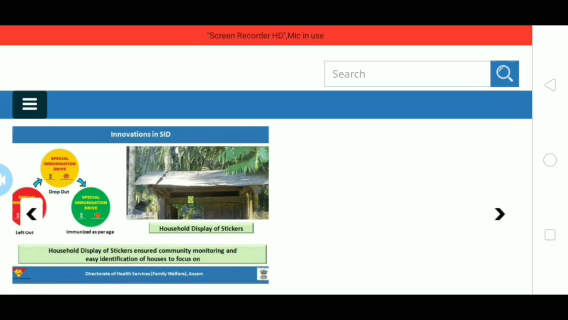 "Screen Recorder HD",Mic in use
Search
Innovations in SID
SPECIAL
IMMUNISATION
DRIVE
Drop Out
SPECIAL
IMMUNISATION
DRIVE
Left Out
Immunized as per age
Household Display of Stickers
Household Display of Stickers ensured community monitoring and
easy identification of houses to focus on
Directorate of Health Services (Family Welfare), Assam